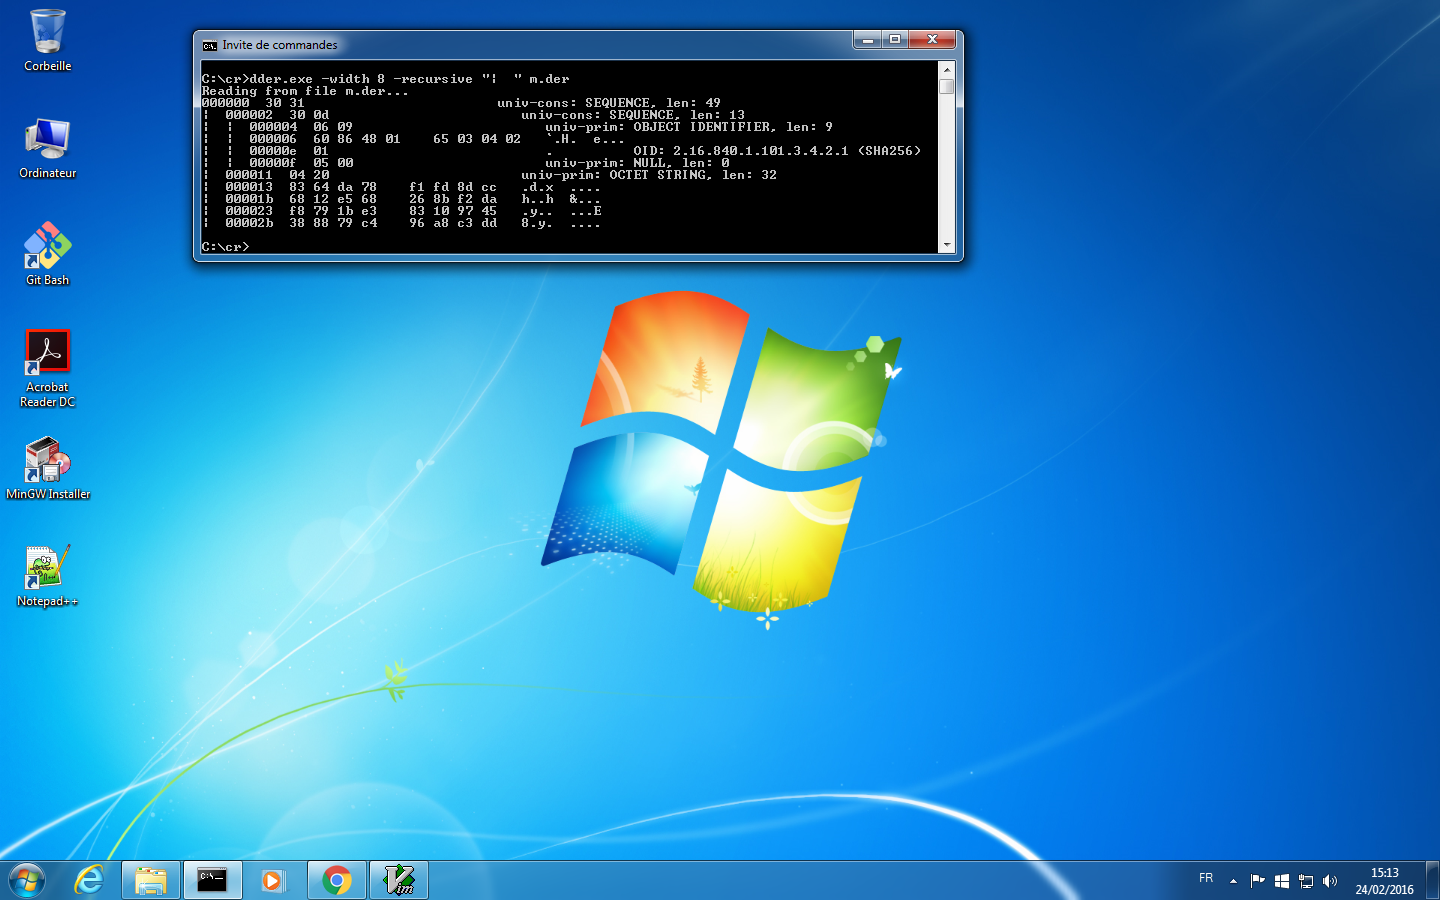 Corbeille
Ordinateur
Git Bash
Acrobat
Reader DC
MinGW Installer
Notepad++
C:\. Invite de commandes
C:\cr>dder.exe -width 8 -recursive "¦  " m.der
Reading from file m.der...
000000  30 31                        univ-cons: SEQUENCE, len: 49
¦  000002  30 0d                        univ-cons: SEQUENCE, len: 13
¦  ¦  000004  06 09                        univ-prim: OBJECT IDENTIFIER, len: 9
¦  ¦  000006  60 86 48 01    65 03 04 02   `.H.  e...
¦  ¦  00000e  01                           .          OID: 2.16.840.1.101.3.4.2.1 (SHA256)
¦  ¦  00000f  05 00                        univ-prim: NULL, len: 0
¦  000011  04 20                        univ-prim: OCTET STRING, len: 32
¦  000013  83 64 da 78    f1 fd 8d cc   .d.x  ....
¦  00001b  68 12 e5 68    26 8b f2 da   h..h  &...
¦  000023  f8 79 1b e3    83 10 97 45   .y..  ...E
¦  00002b  38 88 79 c4    96 a8 c3 dd   8.y.  ....
C:\cr>
C:\._
Vim
FR
15:13
24/02/2016